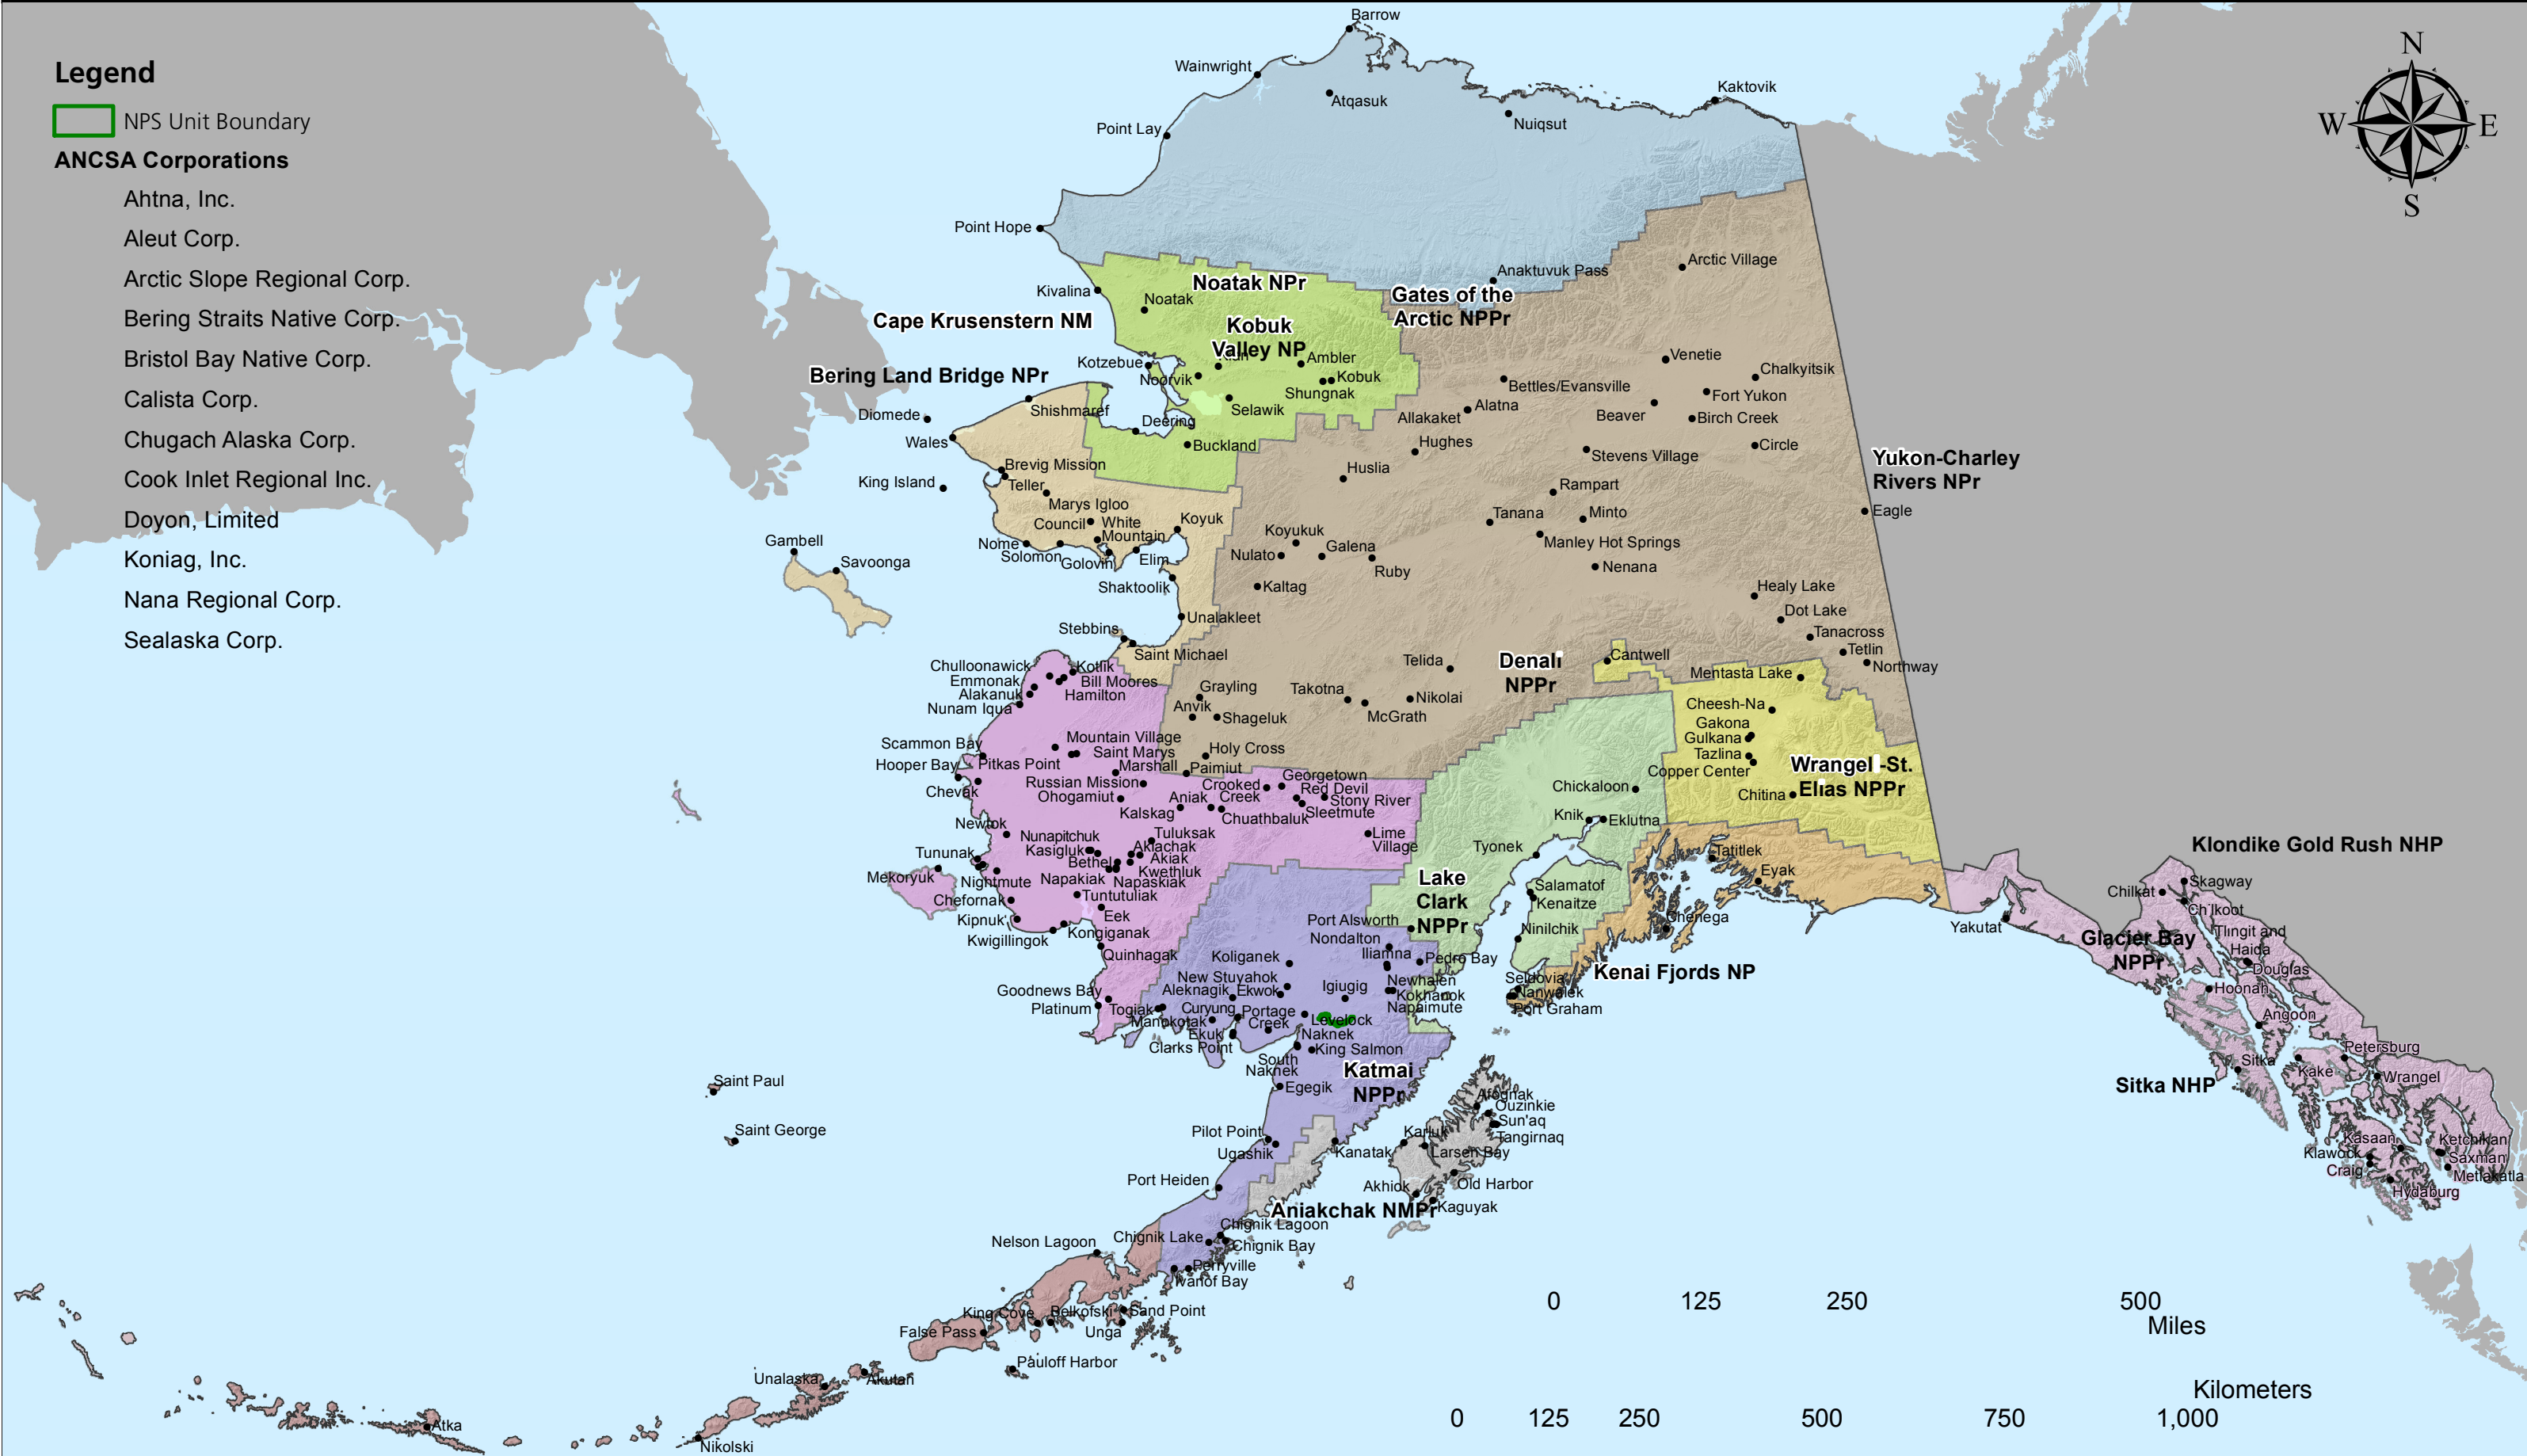 Legend
NPS Unit Boundary
ANCSA Corporations
Ahtna, Inc.
Aleut Corp.
Arctic Slope Regional Corp.
Bering Straits Native Corp.
Bristol Bay Native Corp.
Calista Corp.
Chugach Alaska Corp.
Cook Inlet Regional Inc.
Doyon, Limited
Koniag, Inc.
Nana Regional Corp.
Sealaska Corp.
N
W
E
S
Barrow
Wainwright
Atqasuk
Kaktovik
Nuiqsut
Point Lay
Point Hope
Anaktuvuk Pass
Arctic Village
Noatak NPr
Gates of the
Arctic NPPr
Kivalina
Noatak
Cape Krusenstern NM
Kobuk
Valley NP
Kotzebue
Ambler
Noorvik
Kobuk
Shungnak
Selawik
Bering Land Bridge NPr
Shishmaref
Deering
Buckland
Diomede
Wales
Venetie
Chalkyitsik
Bettles/Evansville
Fort Yukon
Beaver
Alatna
Allakaket
Birch Creek
Hughes
Circle
Stevens Village
Huslia
Yukon-Charley
Rivers NPr
Brevig Mission
Teller
King Island
Marys Igloo
Council
White
Mountain
Koyuk
Nome
Solomon
Golovin
Elim
Shaktoolik
Rampart
Tanana
Minto
Eagle
Manley Hot Springs
Koyukuk
Nulato
Galena
Ruby
Nenana
Kaltag
Healy Lake
Dot Lake
Tanacross
Tetlin
Northway
Gambell
Savoonga
Unalakleet
Stebbins
Saint Michael
Telida
Denali
NPPr
Cantwell
Mentasta Lake
Chulloonawick
Kotlik
Emmonak
Bill Moores
Alakanuk
Hamilton
Nunam Iqua
Grayling
Anvik
Shageluk
Takotna
Nikolai
McGrath
Cheesh-Na
Gakona
Gulkana
Tazlina
Copper Center
Wrangel -St.
Elias NPPr
Chitina
Scammon Bay
Mountain Village
Saint Marys
Holy Cross
Hooper Bay
Pitkas Point
Marshall
Paimiut
Chevak
Russian Mission
Ohogamiut
Georgetown
Crooked
Creek
Red Devil
Stony River
Aniak
Kalskag
Chuathbaluk
Sleetmute
Chickaloon
Knik
Eklutna
Newtok
Nunapitchuk
Tuluksak
Kasigluk
Akiachak
Lime
Village
Tyonek
Tatitlek
Eyak
Tununak
Bethel
Akiak
Kwethluk
Mekoryuk
Nightmute
Napakiak
Napaskiak
Chefornak
Tuntutuliak
Kipnuk
Eek
Kwigillingok
Kongiganak
Quinhagak
Lake
Clark
NPPr
Salamatof
Kenaitze
Port Alsworth
Nondalton
Ninilchik
Chenega
Iliamna
Pedro Bay
Kenai Fjords NP
Koliganek
New Stuyahok
Newhalen
Seldovia
Nanwalek
Port Graham
Goodnews Bay
Aleknagik
Ekwok
Igiugig
Kokhanok
Napaimute
Platinum
Togiak
Curyung
Portage
Creek
Levelock
Manokotak
Ekuk
Naknek
Clarks Point
King Salmon
South
Naknek
Egegik
Katmai
NPPr
Klondike Gold Rush NHP
Chilkat
Skagway
Chilkoot
Yakutat
Glacier Bay
NPPr
Tlingit and
Haida
Douglas
Hoonah
Angoon
Sitka
Sitka NHP
Petersburg
Kake
Wrangel
Kasaan
Ketchikan
Klawock
Saxman
Craig
Metlakatla
Hydaburg
Saint Paul
Saint George
Afognak
Ouzinkie
Sun'aq
Tangirnaq
Karluk
Larsen Bay
Pilot Point
Ugashik
Kanatak
Port Heiden
Akhiok
Old Harbor
Kaguyak
Aniakchak NMPr
Chignik Lagoon
Chignik Lake
Chignik Bay
Nelson Lagoon
Perryville
Ivanof Bay
King Cove
Belkofski
Sand Point
Unga
False Pass
Pauloff Harbor
Unalaska
Akutan
Atka
Nikolski
0
125
250
500
Miles
Kilometers
0
125
250
500
750
1,000